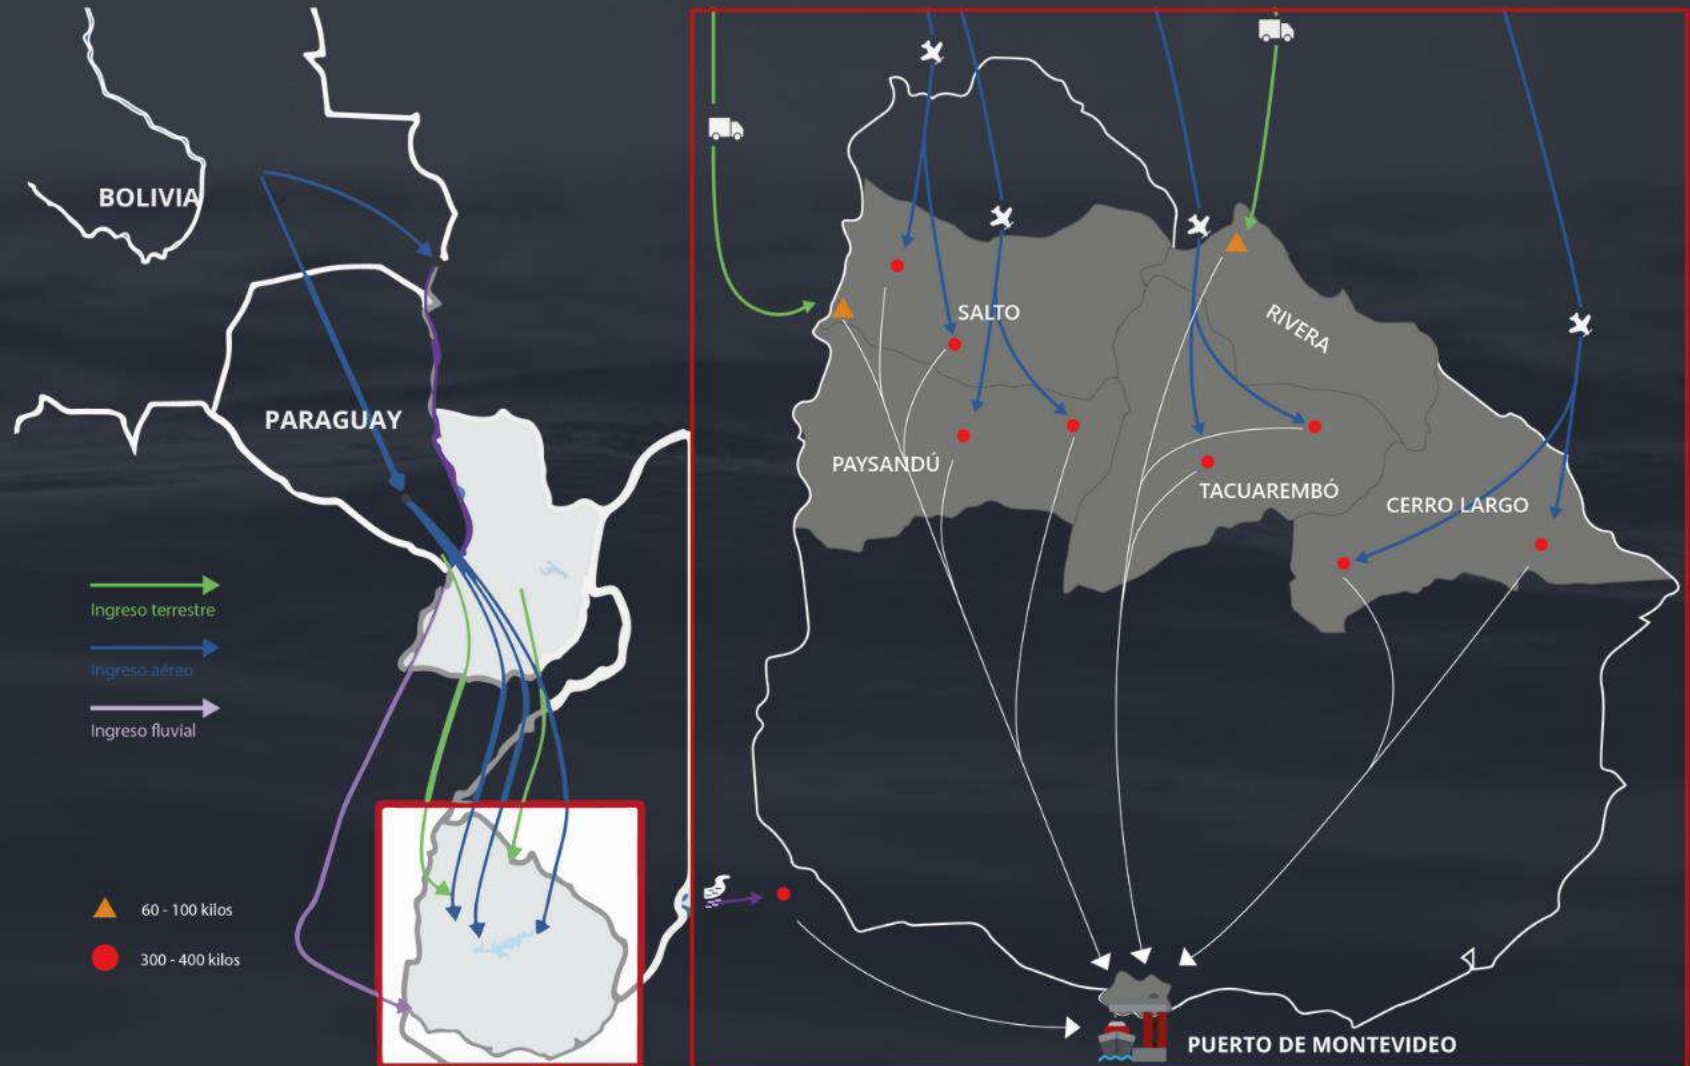 BOLIVIA
PARAGUAY
Ingreso terrestre
Ingreso aéreo
Ingreso fluvial
60 - 100 kilos
300 - 400 kilos
SALTO
RIVERA
PAYSANDÚ
TACUAREMBÓ
CERRO LARGO
PUERTO DE MONTEVIDEO